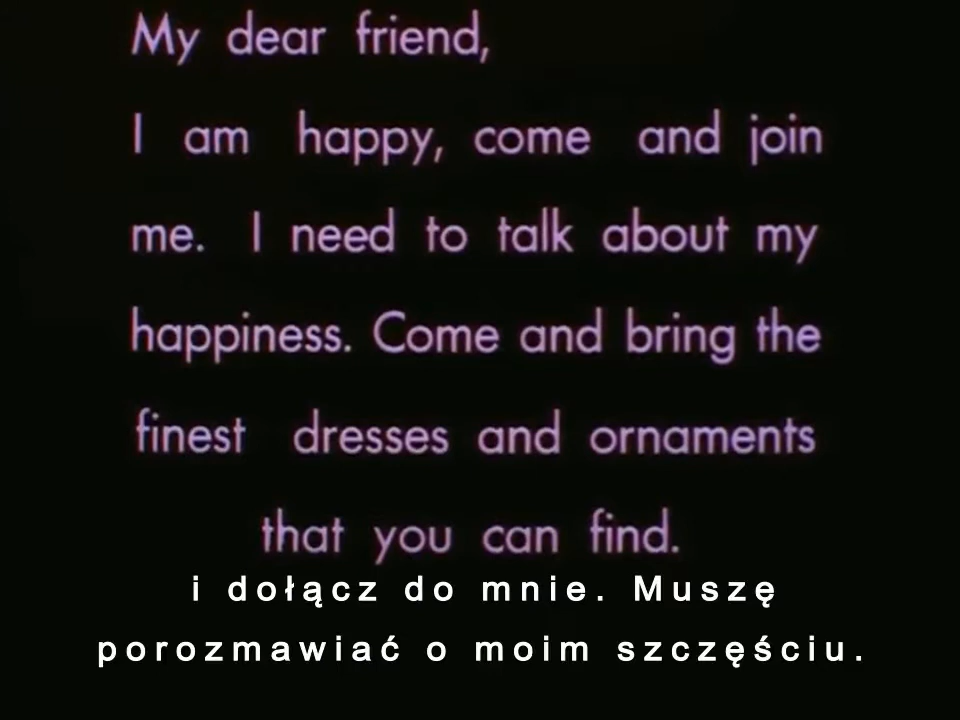 My dear friend,
I am happy, come and join
me. I need to talk about my
happiness. Come and bring the
finest dresses and ornaments
that you can find.
i dołącz do mnie. Muszę
porozmawiać o moim szczęściu.